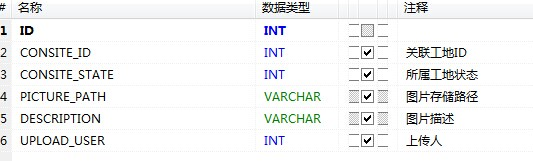 # 名称 数据类型 注释
1 ID INT
2 CONSITE_ID INT 关联工地ID
3 CONSITE_STATE INT 所属工地状态
4 PICTURE_PATH VARCHAR 图片存储路径
5 DESCRIPTION VARCHAR 图片描述
6 UPLOAD_USER INT 上传人